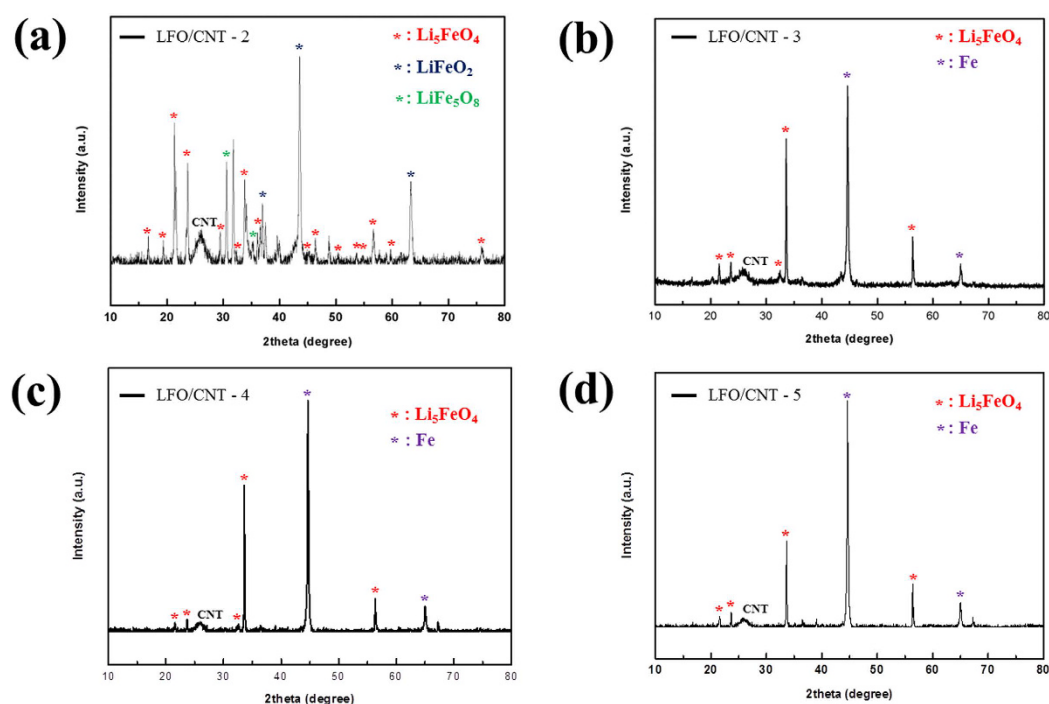 (a)
LFO/CNT - 2
* : Li₅FeO₄
* : LiFeO₂
* : LiFe₅O₈
CNT
Intensity (a.u.)
10 20 30 40 50 60 70 80
2theta (degree)
(b)
LFO/CNT - 3
* : Li₅FeO₄
* : Fe
CNT
Intensity (a.u.)
10 20 30 40 50 60 70 80
2theta (degree)
(c)
LFO/CNT - 4
* : Li₅FeO₄
* : Fe
CNT
Intensity (a.u.)
10 20 30 40 50 60 70 80
2theta (degree)
(d)
LFO/CNT - 5
* : Li₅FeO₄
* : Fe
CNT
Intensity (a.u.)
10 20 30 40 50 60 70 80
2theta (degree)